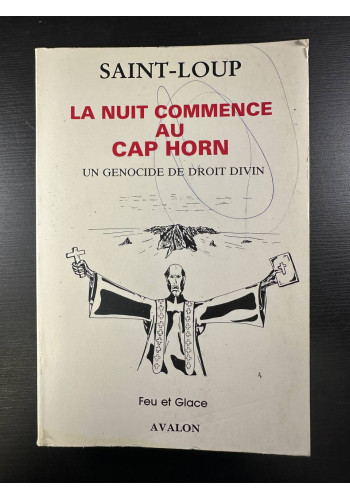 SAINT-LOUP
LA NUIT COMMENCE
AU
CAP HORN
UN GENOCIDE DE DROIT DIVIN
Feu et Glace
AVALON